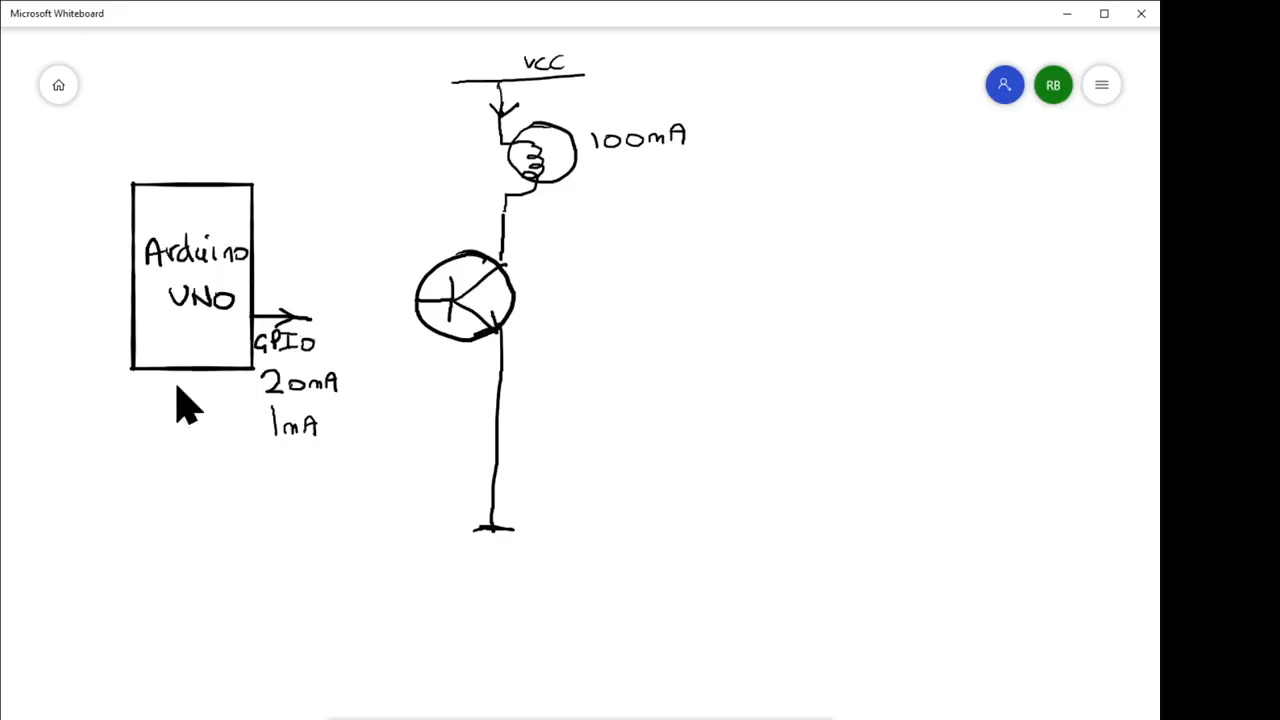 Microsoft Whiteboard
RB
VCC
100mA
Arduino
UNO
GPIO
20mA
1mA